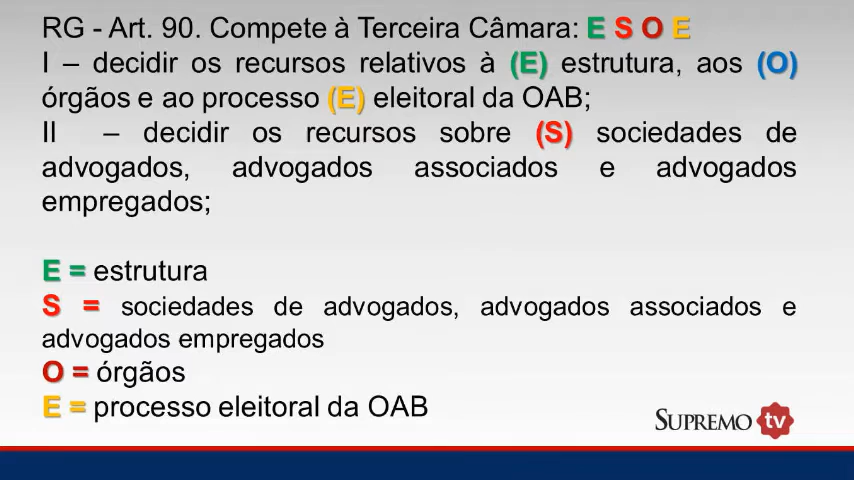 RG - Art. 90. Compete à Terceira Câmara: E S O E
I – decidir os recursos relativos à (E) estrutura, aos (O)
órgãos e ao processo (E) eleitoral da OAB;
II – decidir os recursos sobre (S) sociedades de
advogados, advogados associados e advogados
empregados;
E = estrutura
S = sociedades de advogados, advogados associados e
advogados empregados
O = órgãos
E = processo eleitoral da OAB
SUPREMO tv